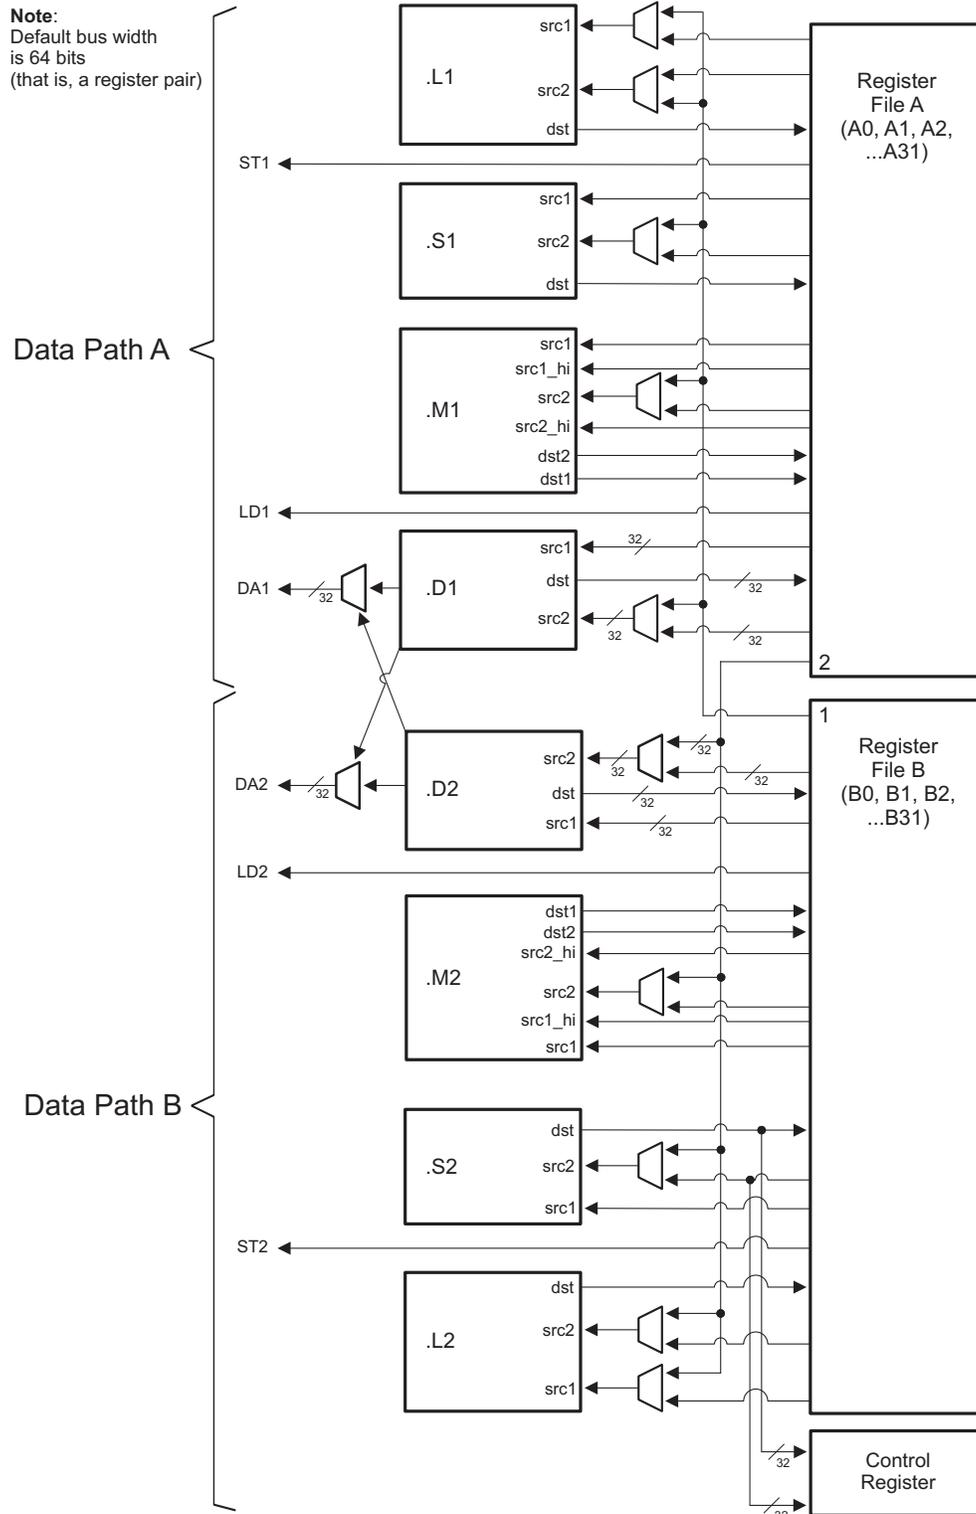 Note:
Default bus width
is 64 bits
(that is, a register pair)
Data Path A
.L1
src1
src2
dst
ST1
.S1
src1
src2
dst
.M1
src1
src1_hi
src2
src2_hi
dst2
dst1
LD1
.D1
src1
32
dst
32
src2
32
32
DA1
32
Register
File A
(A0, A1, A2,
...A31)
2
Data Path B
DA2
32
.D2
src2
32
32
32
dst
32
src1
32
LD2
.M2
dst1
dst2
src2_hi
src2
src1_hi
src1
.S2
dst
src2
src1
ST2
.L2
dst
src2
src1
1
Register
File B
(B0, B1, B2,
...B31)
32
Control
Register
32